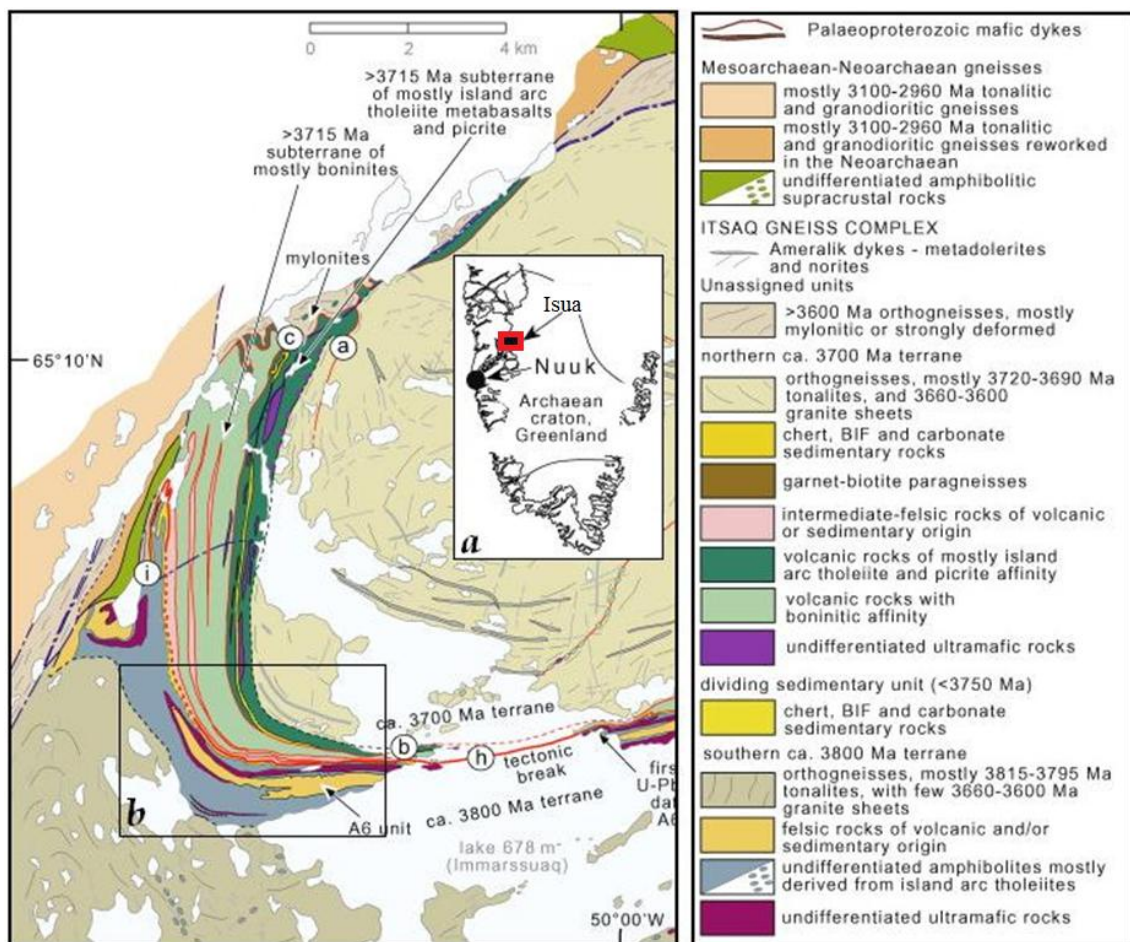 0 2 4 km
>3715 Ma subterrane
of mostly island arc
tholeiite metabasalts
and picrite
>3715 Ma
subterrane of
mostly boninites
mylonites
c
a
65°10'N
Isua
Nuuk
Archaean
craton,
Greenland
a
i
ca. 3700 Ma terrane
b
h
tectonic
break
firs
U-Pb
dat
A6
b
ca. 3800 Ma terrane
A6 unit
lake 678 m
(Immarssuaq)
50°00'W
Palaeoproterozoic mafic dykes
Mesoarchaean-Neoarchaean gneisses
mostly 3100-2960 Ma tonalitic
and granodioritic gneisses
mostly 3100-2960 Ma tonalitic
and granodioritic gneisses reworked
in the Neoarchaean
undifferentiated amphibolitic
supracrustal rocks
ITSAQ GNEISS COMPLEX
Ameralik dykes - metadolerites
and norites
Unassigned units
>3600 Ma orthogneisses, mostly
mylonitic or strongly deformed
northern ca. 3700 Ma terrane
orthogneisses, mostly 3720-3690 Ma
tonalites, and 3660-3600
granite sheets
chert, BIF and carbonate
sedimentary rocks
garnet-biotite paragneisses
intermediate-felsic rocks of volcanic
or sedimentary origin
volcanic rocks of mostly island
arc tholeiite and picrite affinity
volcanic rocks with
boninitic affinity
undifferentiated ultramafic rocks
dividing sedimentary unit (<3750 Ma)
chert, BIF and carbonate
sedimentary rocks
southern ca. 3800 Ma terrane
orthogneisses, mostly 3815-3795 Ma
tonalites, with few 3660-3600 Ma
granite sheets
felsic rocks of volcanic and/or
sedimentary origin
undifferentiated amphibolites mostly
derived from island arc tholeiites
undifferentiated ultramafic rocks